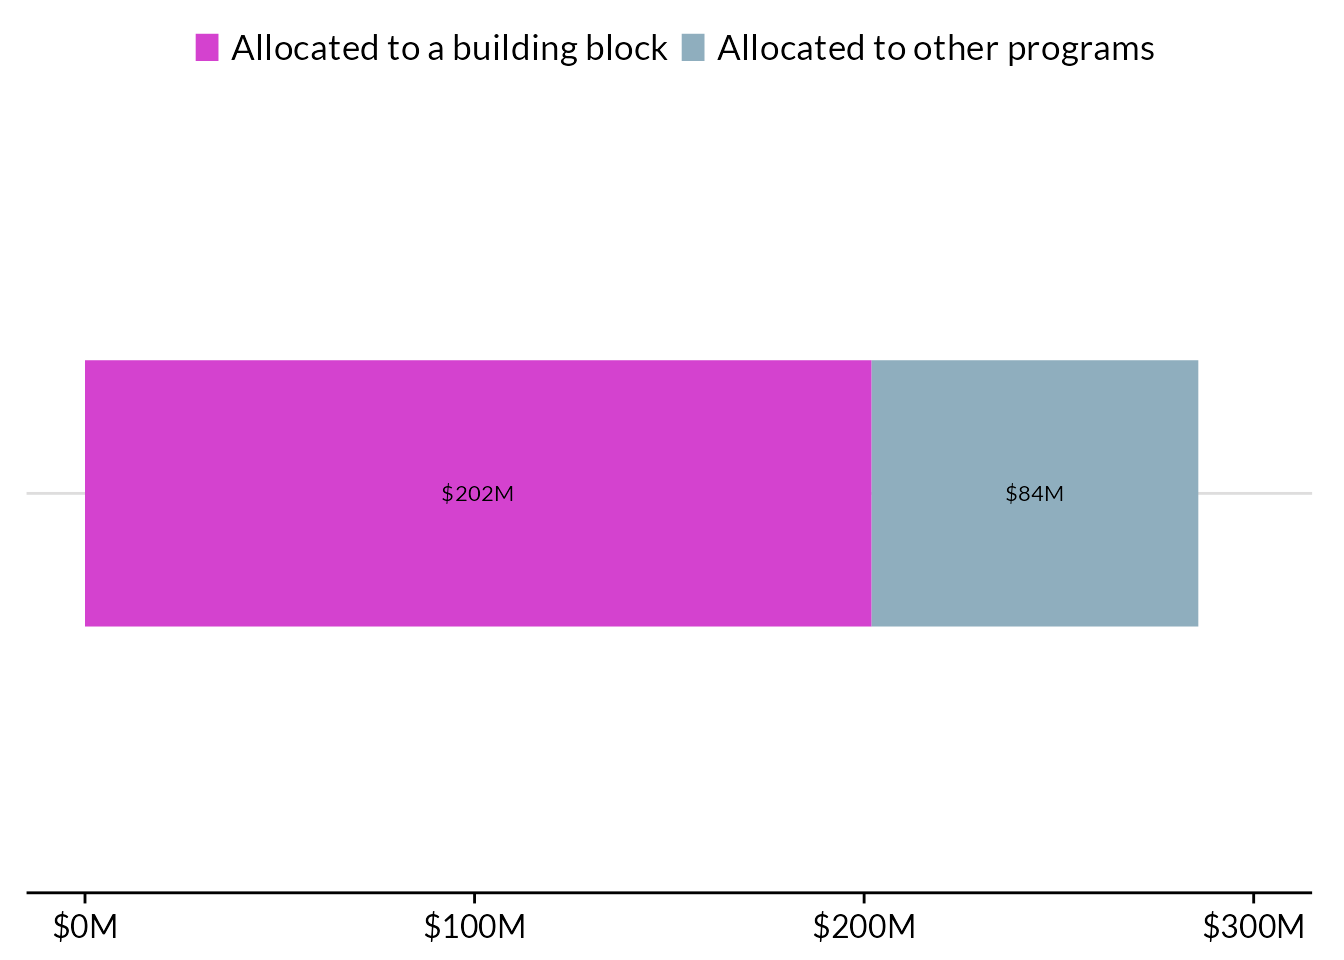 Allocated to a building block Allocated to other programs
$202M $84M
$0M $100M $200M $300M